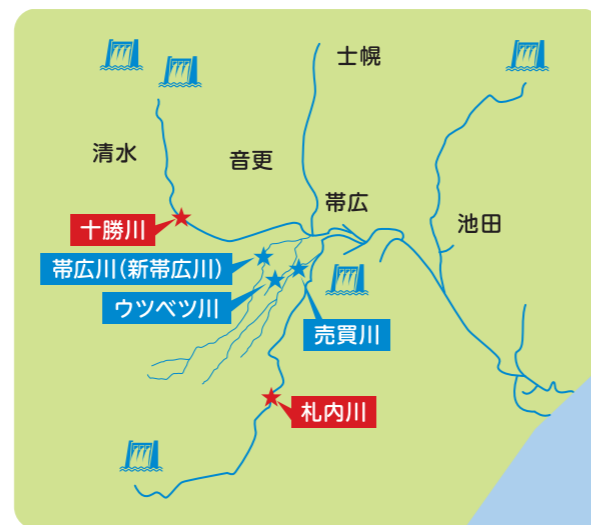 士幌
清水
音更
帯広
池田
十勝川
帯広川(新帯広川)
ウツベツ川
売買川
札内川